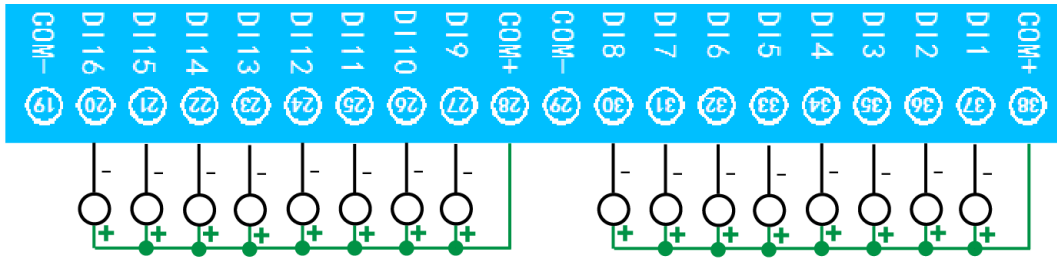 COM- DI16 DI15 DI14 DI13 DI12 DI11 DI10 DI9 COM+ COM- DI8 DI7 DI6 DI5 DI4 DI3 DI2 DI1 COM+
19 20 21 22 23 24 25 26 27 28 29 30 31 32 33 34 35 36 37 38
- - - - - - - - - - - - - - - -
+ + + + + + + + + + + + + + + +